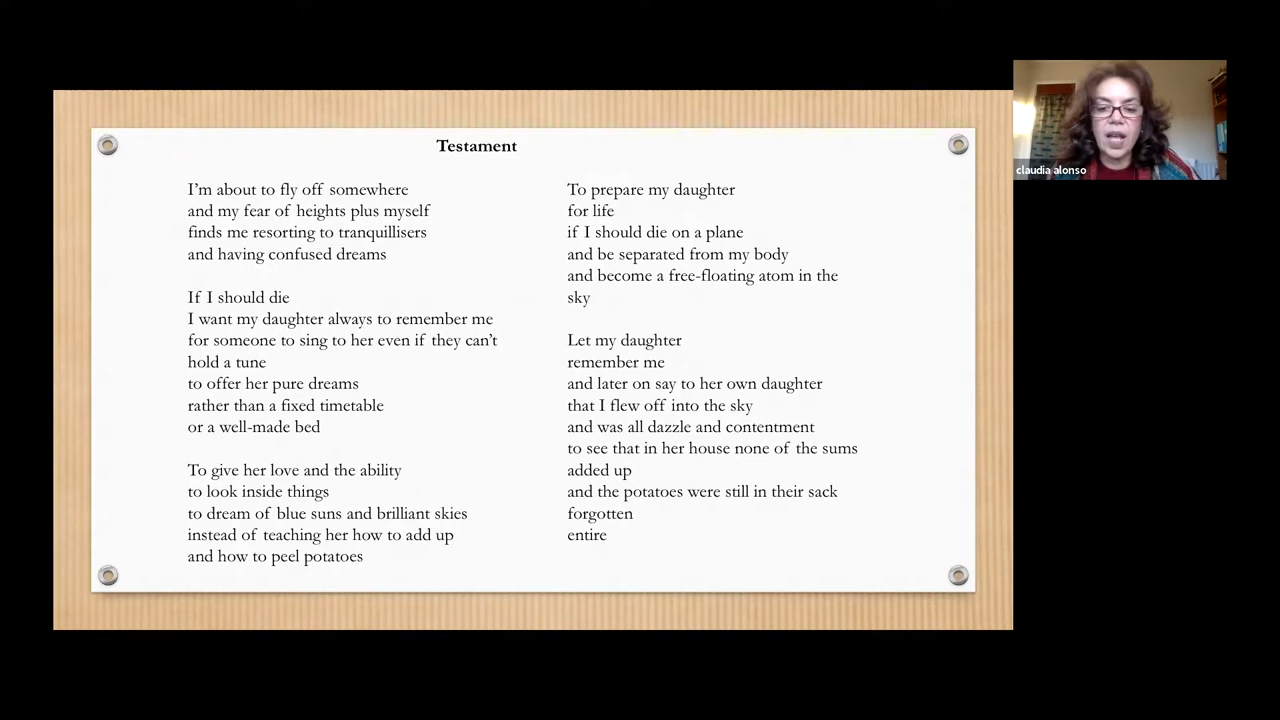 Testament
I'm about to fly off somewhere
and my fear of heights plus myself
finds me resorting to tranquillisers
and having confused dreams
If I should die
I want my daughter always to remember me
for someone to sing to her even if they can't
hold a tune
to offer her pure dreams
rather than a fixed timetable
or a well-made bed
To give her love and the ability
to look inside things
to dream of blue suns and brilliant skies
instead of teaching her how to add up
and how to peel potatoes
To prepare my daughter
for life
if I should die on a plane
and be separated from my body
and become a free-floating atom in the
sky
Let my daughter
remember me
and later on say to her own daughter
that I flew off into the sky
and was all dazzle and contentment
to see that in her house none of the sums
added up
and the potatoes were still in their sack
forgotten
entire
claudia alonso